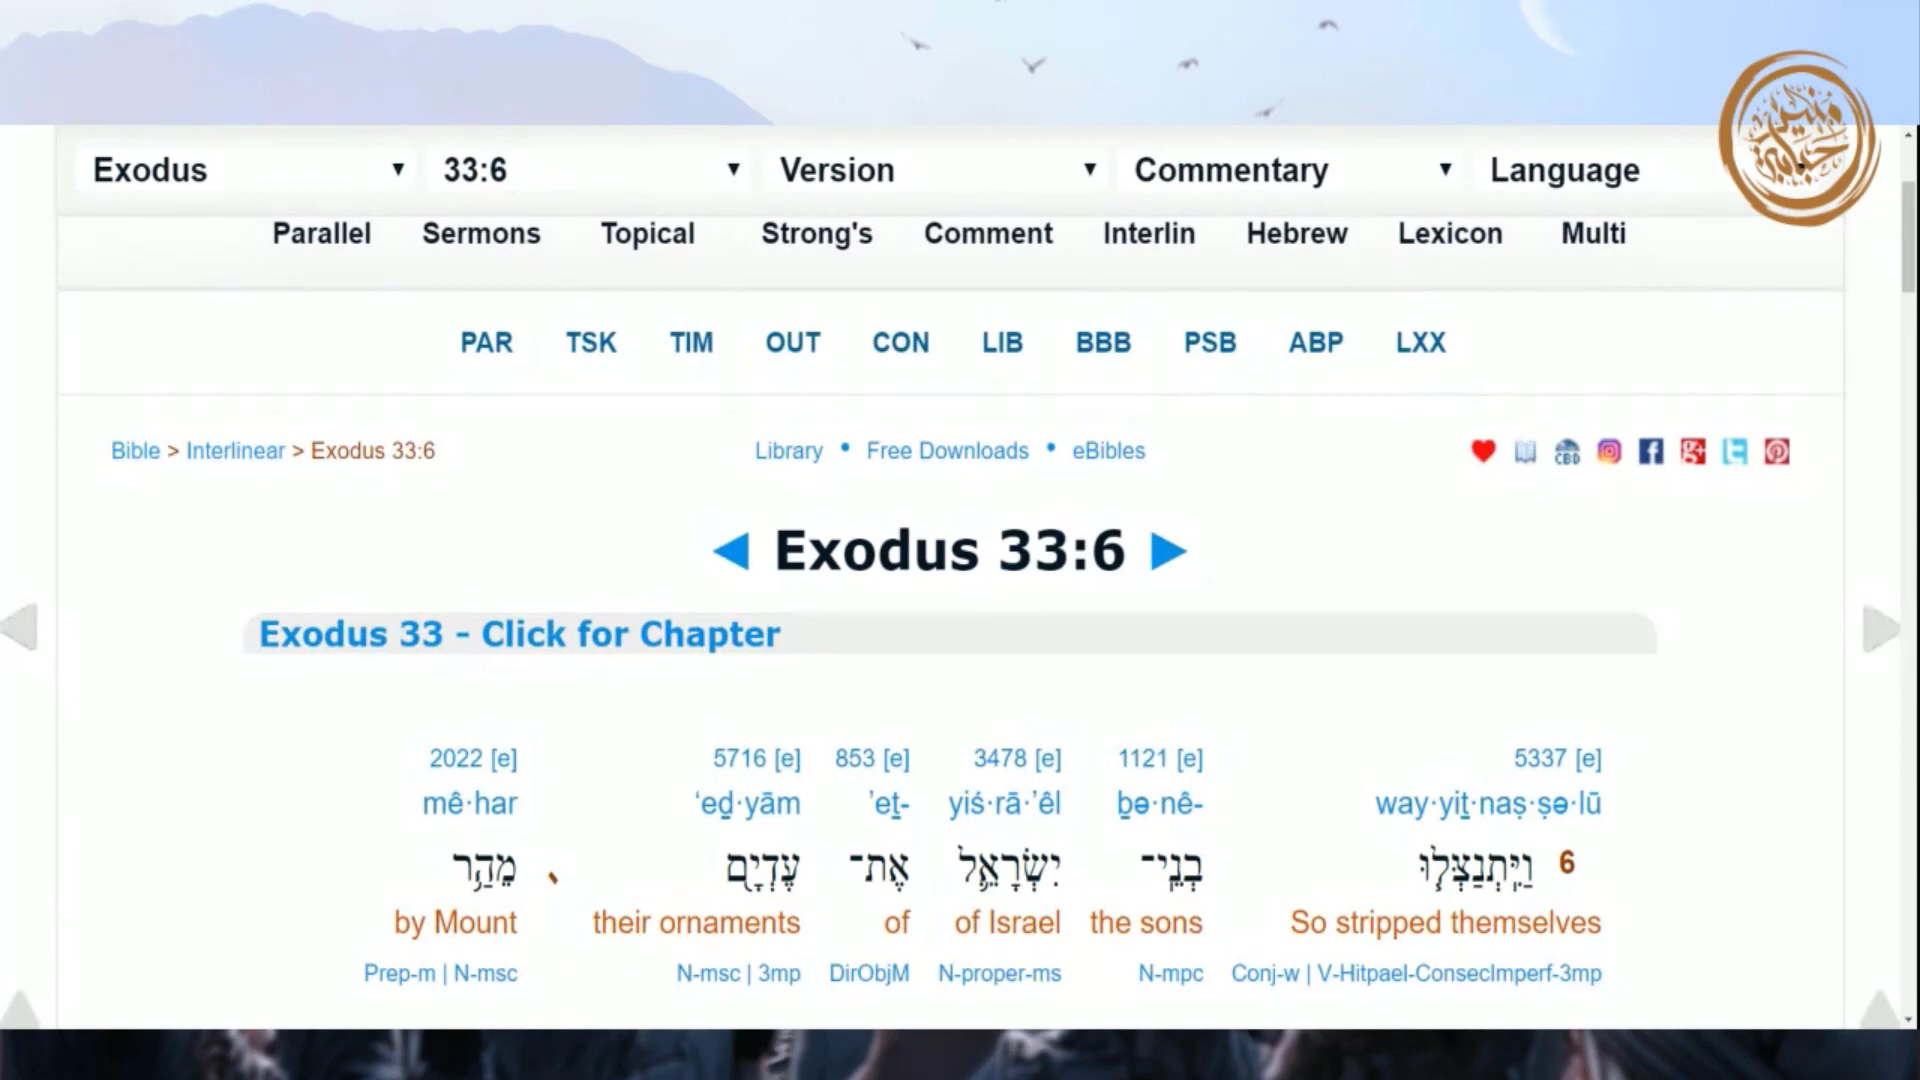 منير
Exodus ▼ 33:6 ▼ Version ▼ Commentary ▼ Language
Parallel Sermons Topical Strong's Comment Interlin Hebrew Lexicon Multi
PAR TSK TIM OUT CON LIB BBB PSB ABP LXX
Bible > Interlinear > Exodus 33:6 Library • Free Downloads • eBibles
◄ Exodus 33:6 ►
Exodus 33 - Click for Chapter
2022 [e] 5716 [e] 853 [e] 3478 [e] 1121 [e] 5337 [e]
mê·har ‘eḏ·yām ’eṯ- yiś·rā·’êl ḇə·nê- way·yiṯ·naṣ·ṣə·lū
6 וַיִּֽתְנַצְּל֧וּ בְנֵֽי־ יִשְׂרָאֵ֛ל אֶת־ עֶדְיָ֖ם ، מֵהַ֥ר
by Mount their ornaments of of Israel the sons So stripped themselves
Prep-m | N-msc N-msc | 3mp DirObjM N-proper-ms N-mpc Conj-w | V-Hitpael-ConsecImperf-3mp